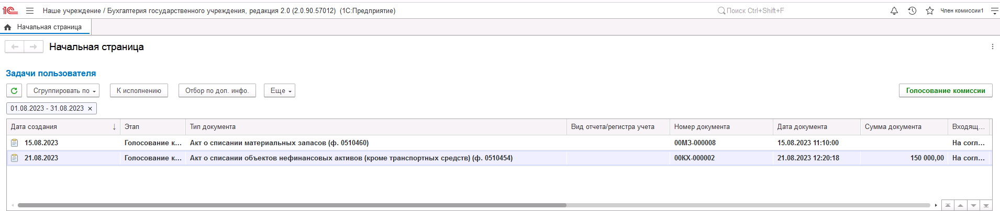 1С Наше учреждение / Бухгалтерия государственного учреждения, редакция 2.0 (2.0.90.57012) (1С:Предприятие) Поиск Ctrl+Shift+F Член комиссии1
Начальная страница
Начальная страница
Задачи пользователя
Сгруппировать по К исполнению Отбор по доп. инфо. Еще Голосование комиссии
01.08.2023 - 31.08.2023 ×
Дата создания ↓ Этап Тип документа Вид отчета/регистра учета Номер документа Дата документа Сумма документа Входящ...
15.08.2023 Голосование к... Акт о списании материальных запасов (ф. 0510460) 00МЗ-000008 15.08.2023 11:10:00 На согл...
21.08.2023 Голосование к... Акт о списании объектов нефинансовых активов (кроме транспортных средств) (ф. 0510454) 00КХ-000002 21.08.2023 12:20:18 150 000,00 На согл...